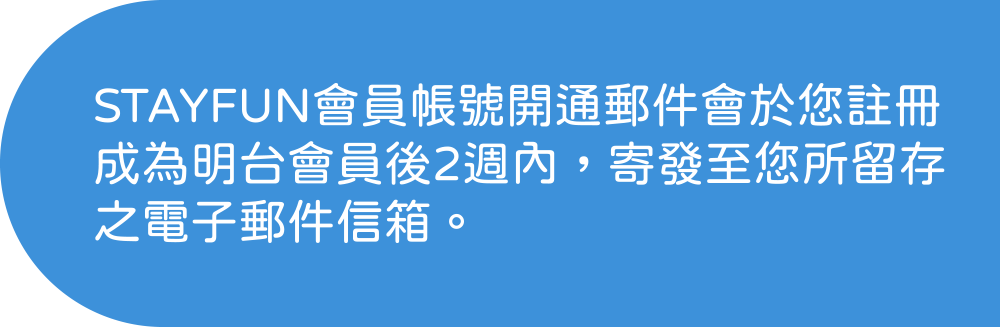 STAYFUN會員帳號開通郵件會於您註冊
成為明台會員後2週內，寄發至您所留存
之電子郵件信箱。